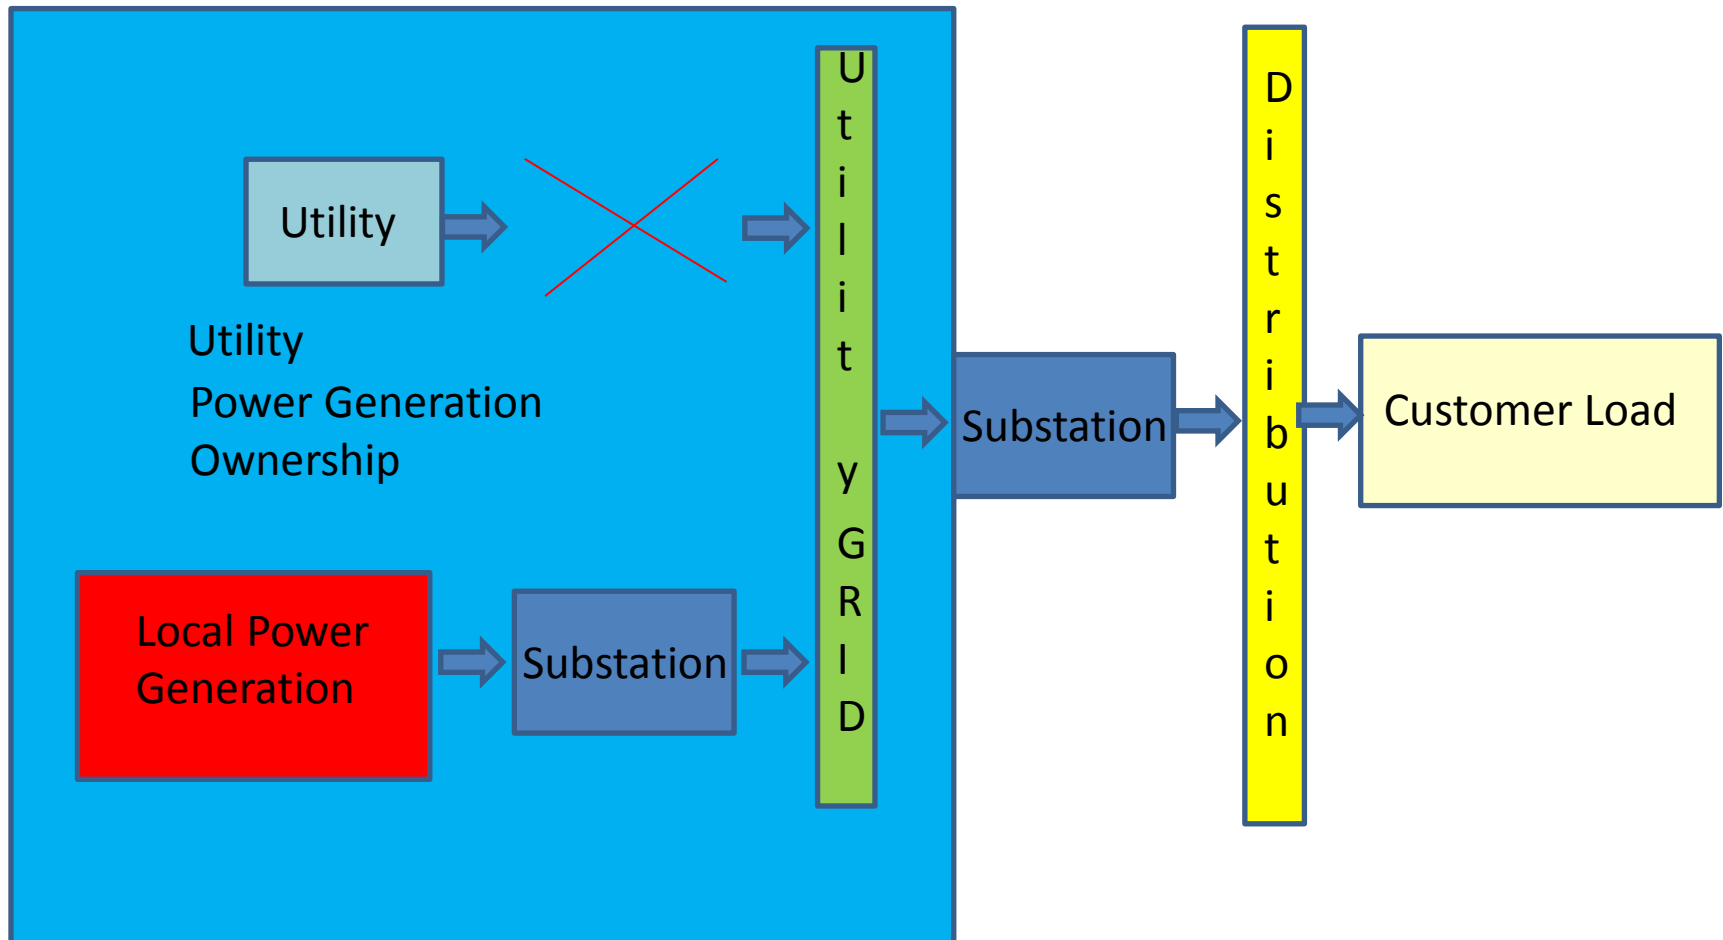 Utility
Utility
Power Generation
Ownership
Local Power
Generation
Substation
Utility GRID
Substation
Distribution
Customer Load